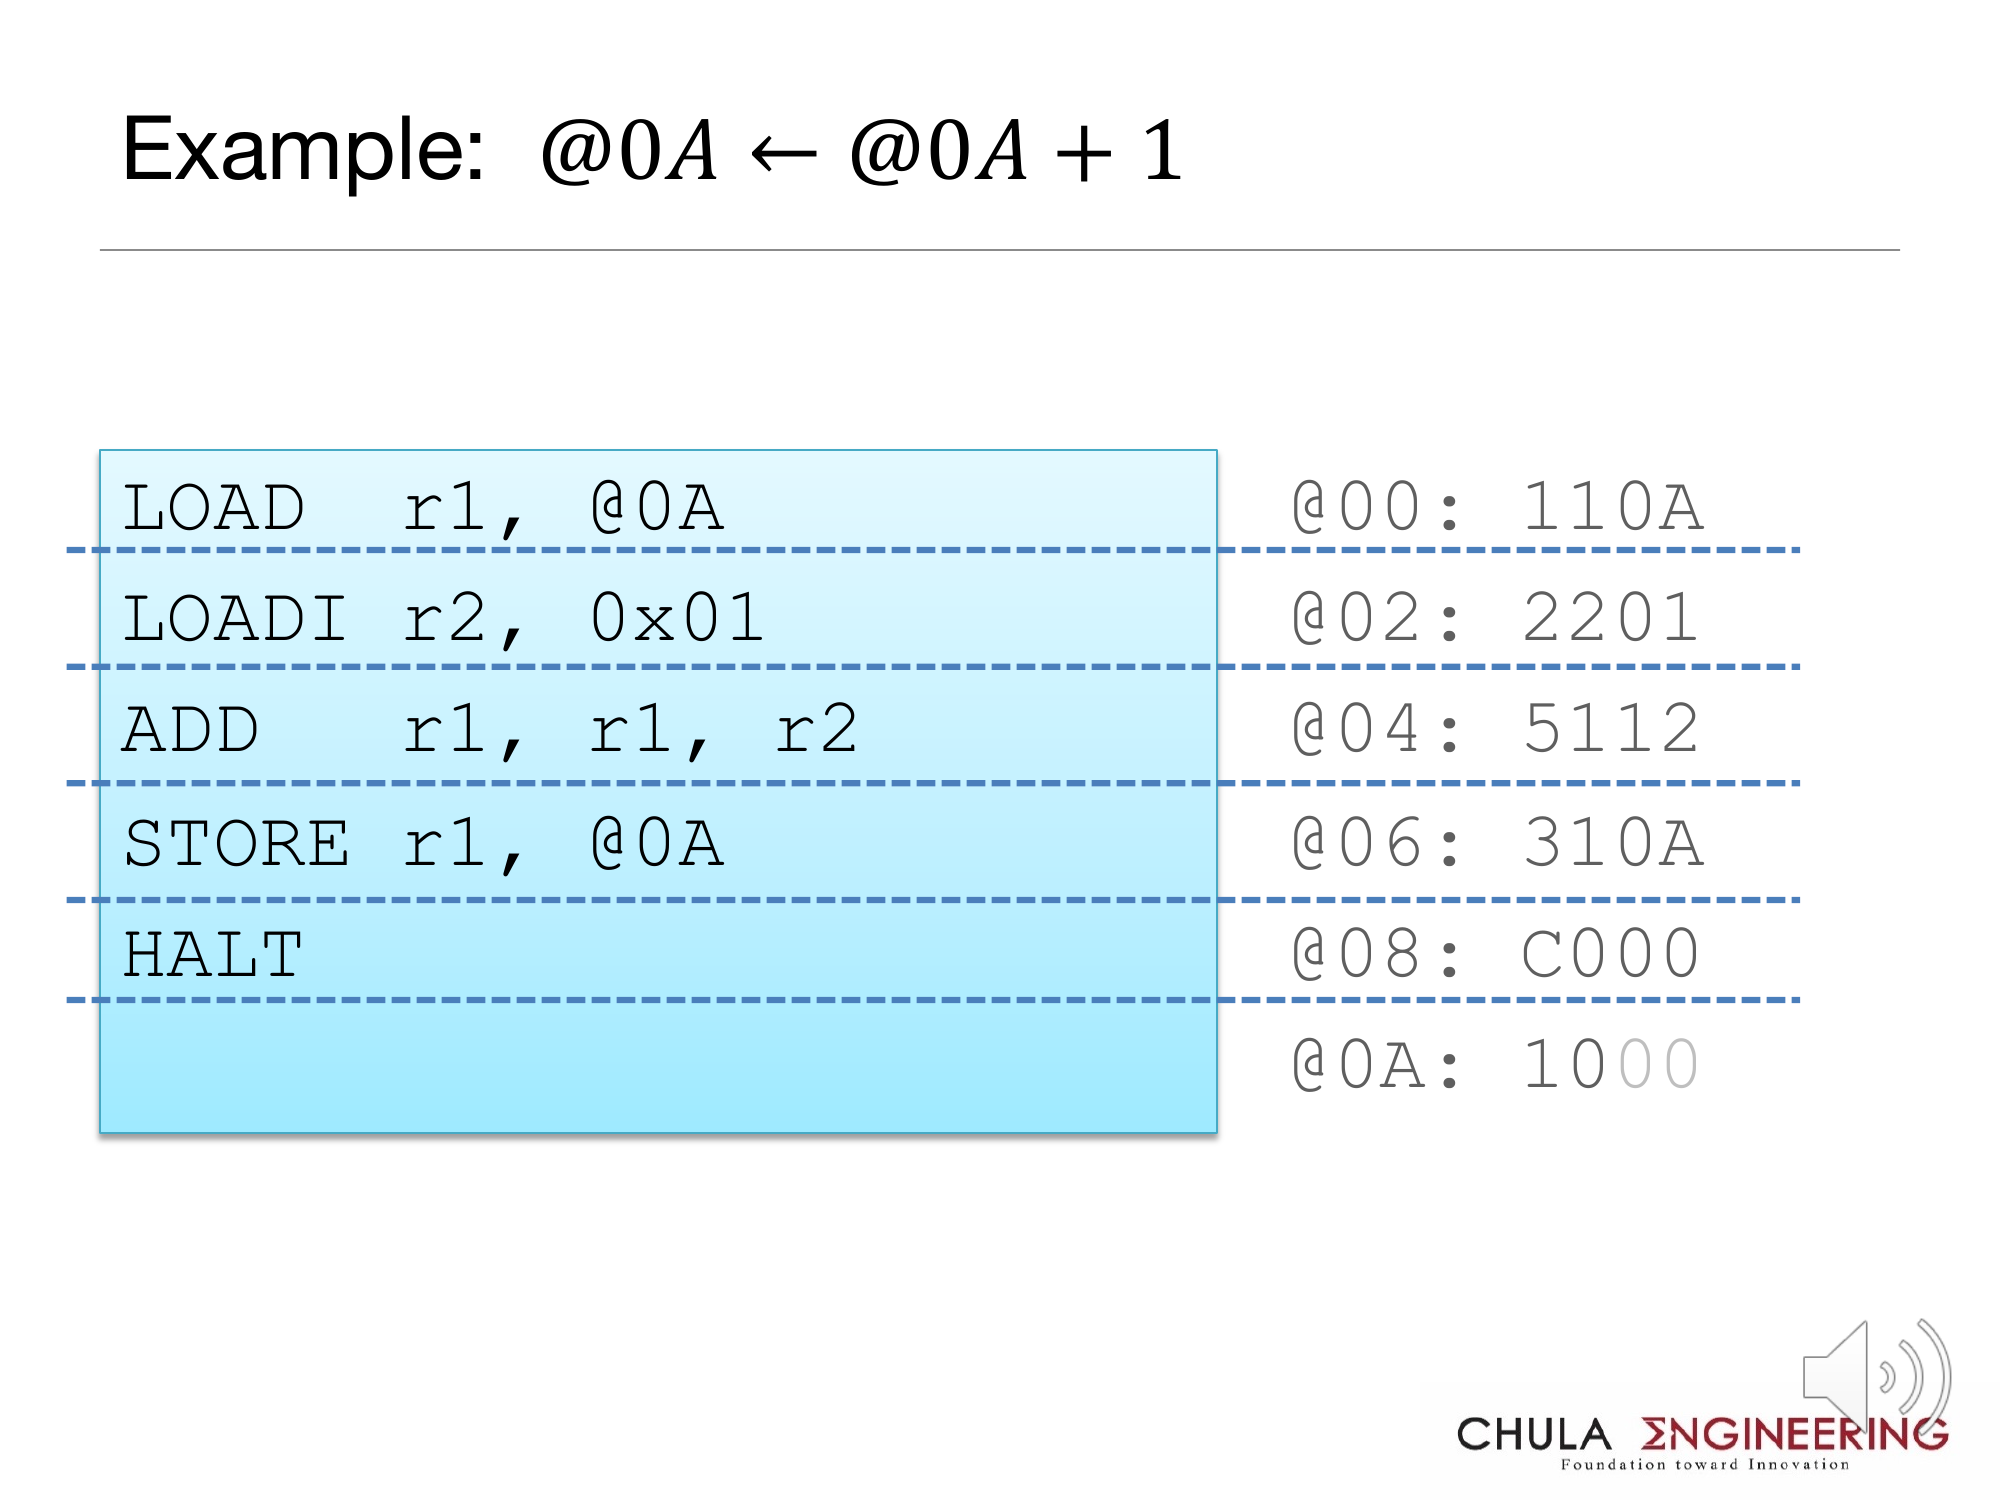 Example: @0A ← @0A + 1
LOAD r1, @0A @00: 110A
LOADI r2, 0x01 @02: 2201
ADD r1, r1, r2 @04: 5112
STORE r1, @0A @06: 310A
HALT @08: C000
@0A: 1000
CHULA ΣNGINEERING
Foundation toward Innovation